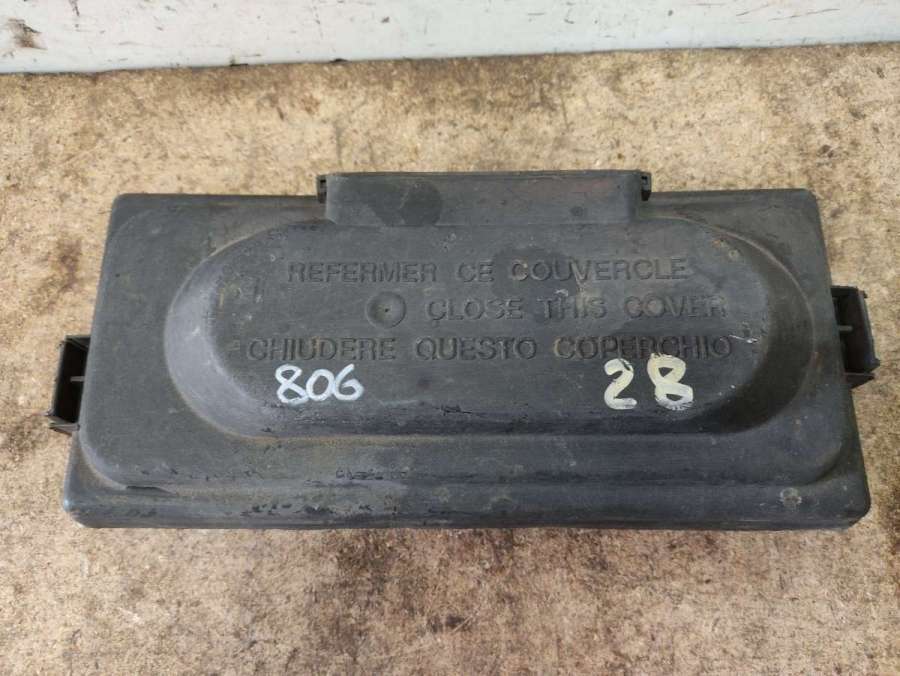 REFERMER CE COUVERCLE
CLOSE THIS COVER
CHIUDERE QUESTO COPERCHIO
806 28